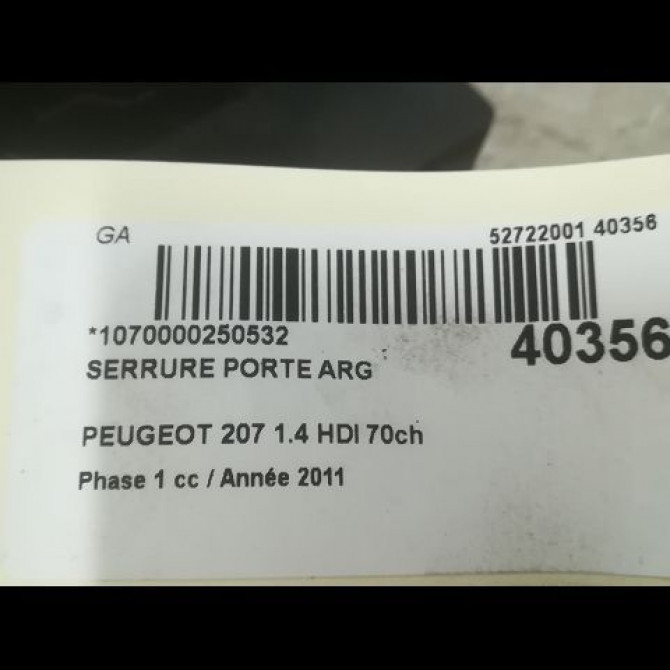 GA
52722001 40356
*1070000250532
40356
SERRURE PORTE ARG
PEUGEOT 207 1.4 HDI 70ch
Phase 1 cc / Année 2011